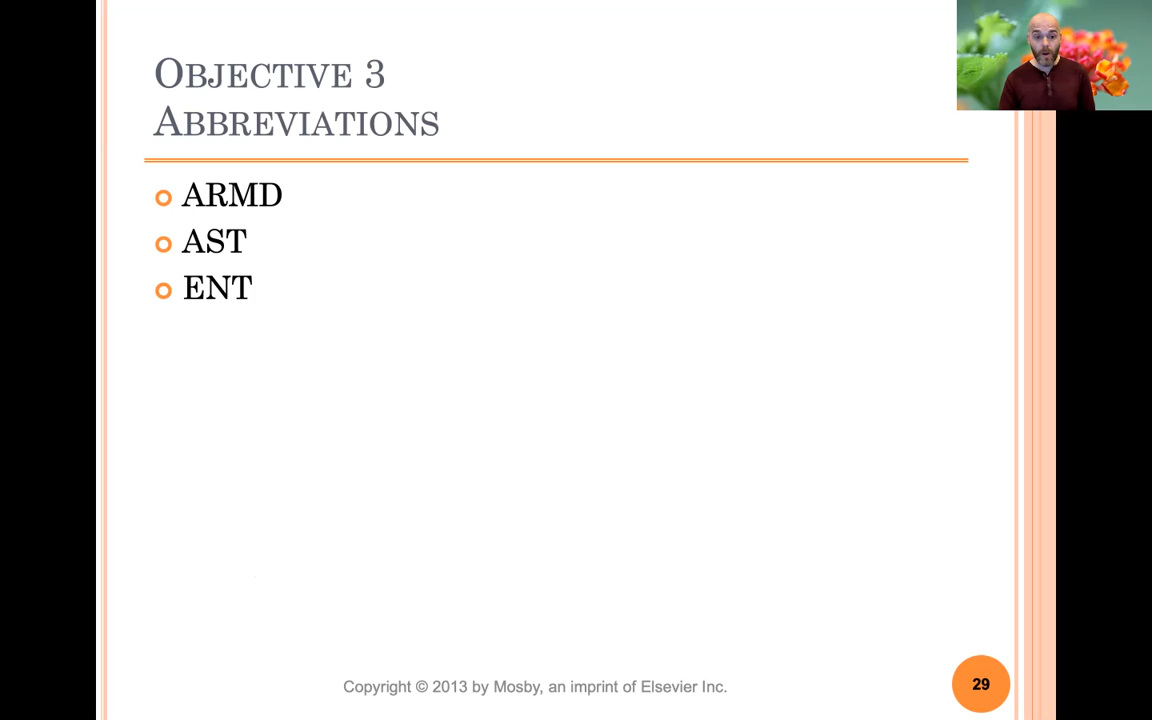 OBJECTIVE 3
ABBREVIATIONS
ARMD
AST
ENT
Copyright © 2013 by Mosby, an imprint of Elsevier Inc.
29